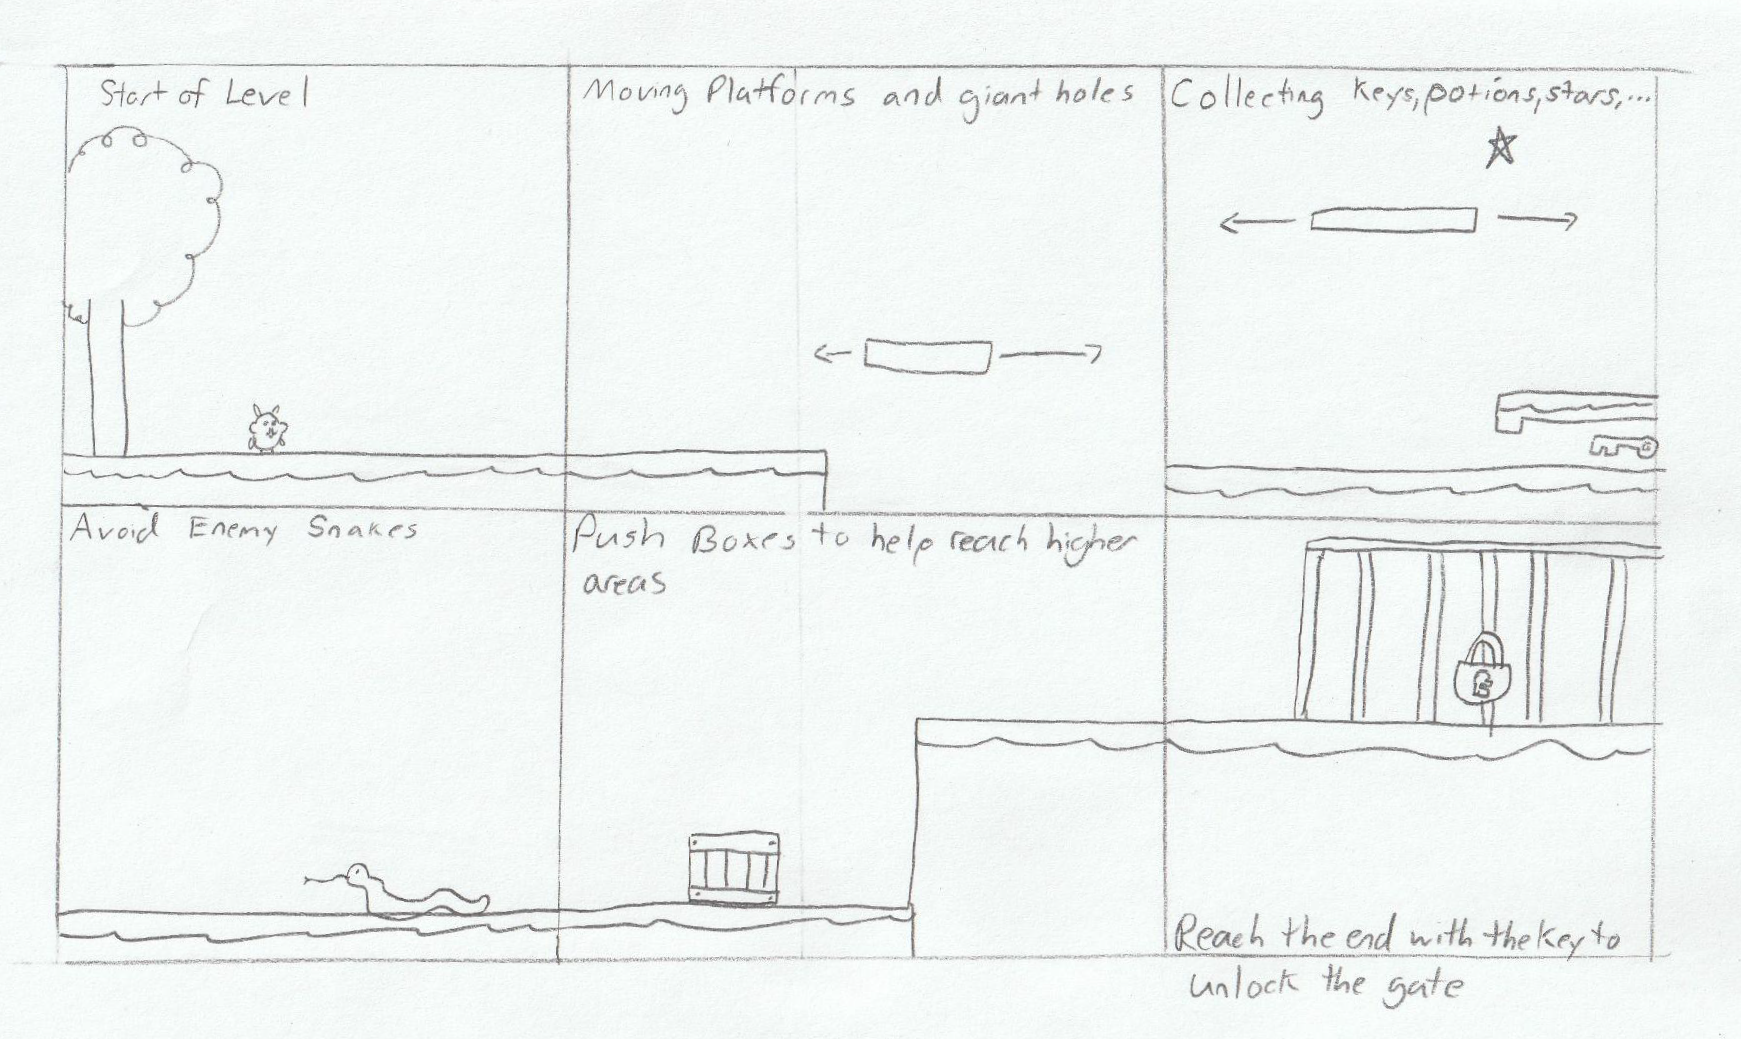 Start of Level
Moving Platforms and giant holes
Collecting keys, potions, stars,...
Avoid Enemy Snakes
Push Boxes to help reach higher
areas
Reach the end with the key to
unlock the gate